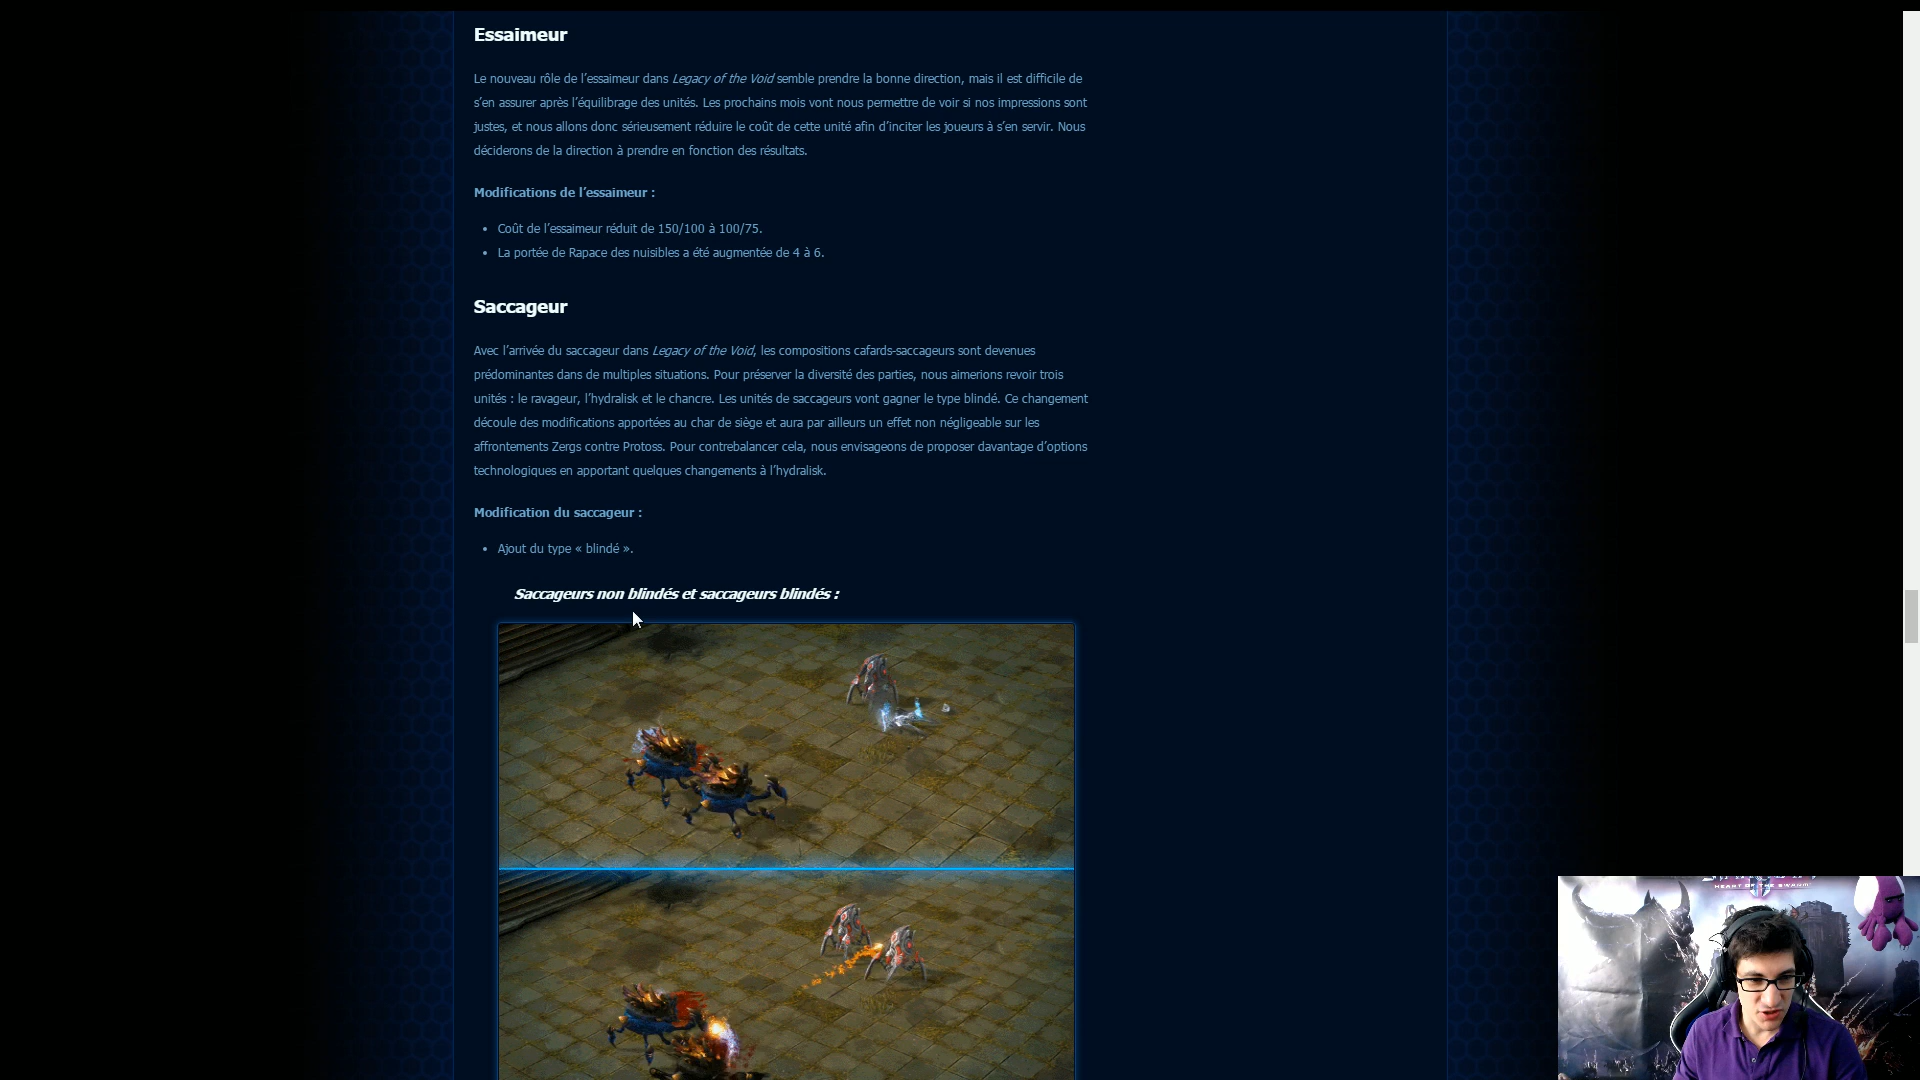 Essaimeur
Le nouveau rôle de l’essaimeur dans Legacy of the Void semble prendre la bonne direction, mais il est difficile de
s’en assurer après l’équilibrage des unités. Les prochains mois vont nous permettre de voir si nos impressions sont
justes, et nous allons donc sérieusement réduire le coût de cette unité afin d’inciter les joueurs à s’en servir. Nous
déciderons de la direction à prendre en fonction des résultats.
Modifications de l’essaimeur :
• Coût de l’essaimeur réduit de 150/100 à 100/75.
• La portée de Rapace des nuisibles a été augmentée de 4 à 6.
Saccageur
Avec l’arrivée du saccageur dans Legacy of the Void, les compositions cafards-saccageurs sont devenues
prédominantes dans de multiples situations. Pour préserver la diversité des parties, nous aimerions revoir trois
unités : le ravageur, l’hydralisk et le chancre. Les unités de saccageurs vont gagner le type blindé. Ce changement
découle des modifications apportées au char de siège et aura par ailleurs un effet non négligeable sur les
affrontements Zergs contre Protoss. Pour contrebalancer cela, nous envisageons de proposer davantage d’options
technologiques en apportant quelques changements à l’hydralisk.
Modification du saccageur :
• Ajout du type « blindé ».
Saccageurs non blindés et saccageurs blindés :
HEART OF THE SWARM